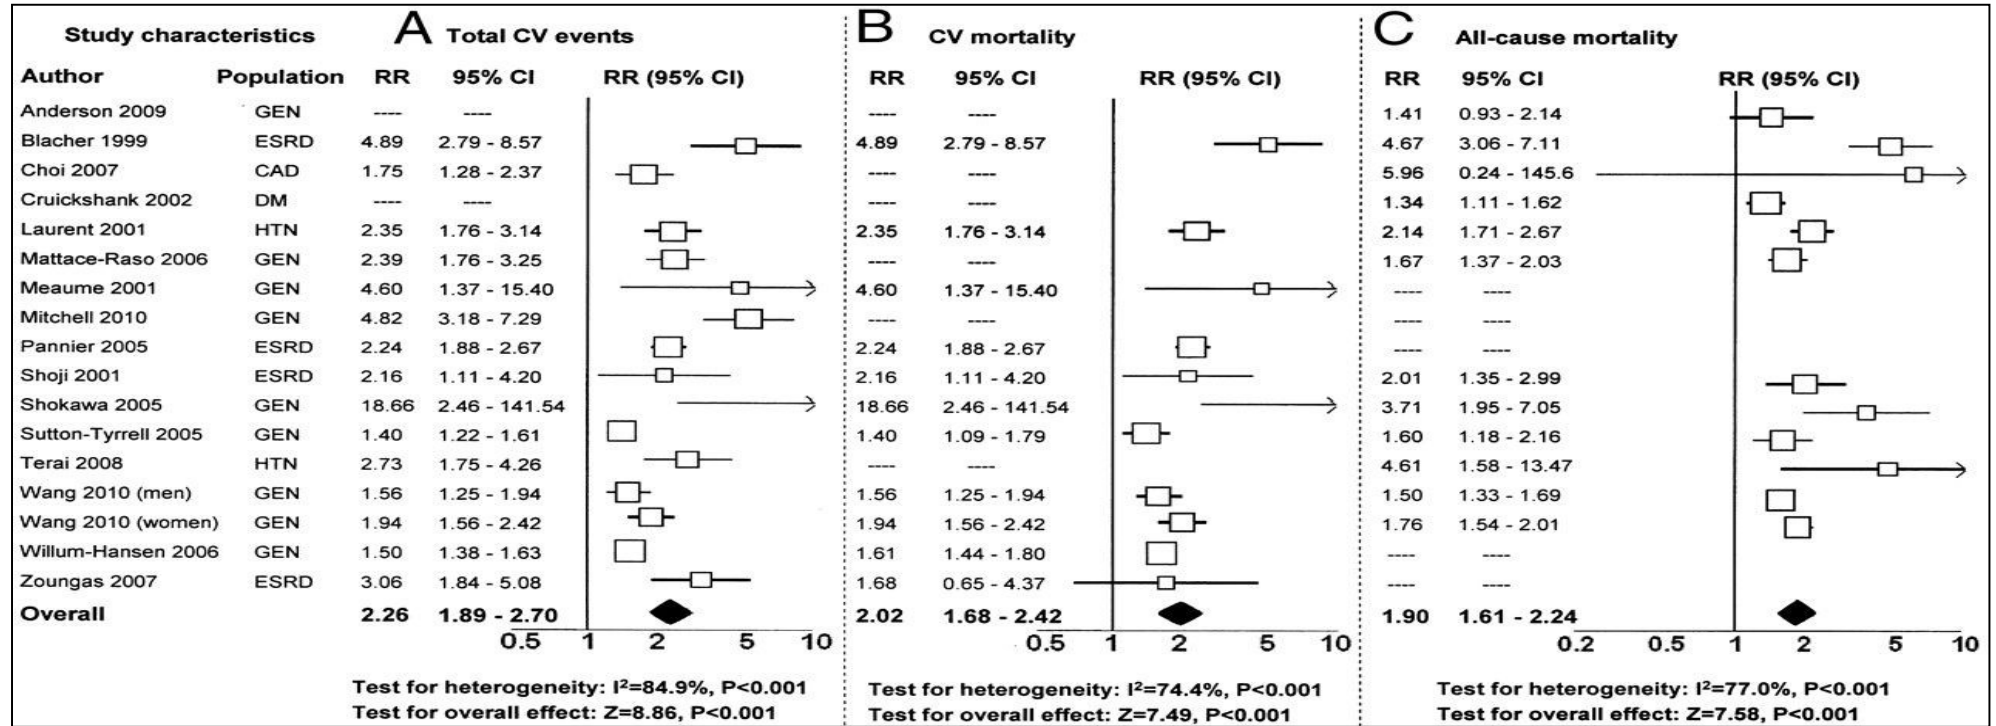 Study characteristics A Total CV events B CV mortality C All-cause mortality
Author Population RR 95% CI RR (95% CI) RR 95% CI RR (95% CI) RR 95% CI RR (95% CI)
Anderson 2009 GEN ---- ---- ---- ---- 1.41 0.93 - 2.14
Blacher 1999 ESRD 4.89 2.79 - 8.57 4.89 2.79 - 8.57 4.67 3.06 - 7.11
Choi 2007 CAD 1.75 1.28 - 2.37 ---- ---- 5.96 0.24 - 145.6
Cruickshank 2002 DM ---- ---- ---- ---- 1.34 1.11 - 1.62
Laurent 2001 HTN 2.35 1.76 - 3.14 2.35 1.76 - 3.14 2.14 1.71 - 2.67
Mattace-Raso 2006 GEN 2.39 1.76 - 3.25 ---- ---- 1.67 1.37 - 2.03
Meaume 2001 GEN 4.60 1.37 - 15.40 4.60 1.37 - 15.40 ---- ----
Mitchell 2010 GEN 4.82 3.18 - 7.29 ---- ---- ---- ----
Pannier 2005 ESRD 2.24 1.88 - 2.67 2.24 1.88 - 2.67 ---- ----
Shoji 2001 ESRD 2.16 1.11 - 4.20 2.16 1.11 - 4.20 2.01 1.35 - 2.99
Shokawa 2005 GEN 18.66 2.46 - 141.54 18.66 2.46 - 141.54 3.71 1.95 - 7.05
Sutton-Tyrrell 2005 GEN 1.40 1.22 - 1.61 1.40 1.09 - 1.79 1.60 1.18 - 2.16
Terai 2008 HTN 2.73 1.75 - 4.26 ---- ---- 4.61 1.58 - 13.47
Wang 2010 (men) GEN 1.56 1.25 - 1.94 1.56 1.25 - 1.94 1.50 1.33 - 1.69
Wang 2010 (women) GEN 1.94 1.56 - 2.42 1.94 1.56 - 2.42 1.76 1.54 - 2.01
Willum-Hansen 2006 GEN 1.50 1.38 - 1.63 1.61 1.44 - 1.80 ---- ----
Zoungas 2007 ESRD 3.06 1.84 - 5.08 1.68 0.65 - 4.37 ---- ----
Overall 2.26 1.89 - 2.70 2.02 1.68 - 2.42 1.90 1.61 - 2.24
0.5 1 2 5 10 0.5 1 2 5 10 0.2 0.5 1 2 5 10
Test for heterogeneity: I²=84.9%, P<0.001 Test for heterogeneity: I²=74.4%, P<0.001 Test for heterogeneity: I²=77.0%, P<0.001
Test for overall effect: Z=8.86, P<0.001 Test for overall effect: Z=7.49, P<0.001 Test for overall effect: Z=7.58, P<0.001